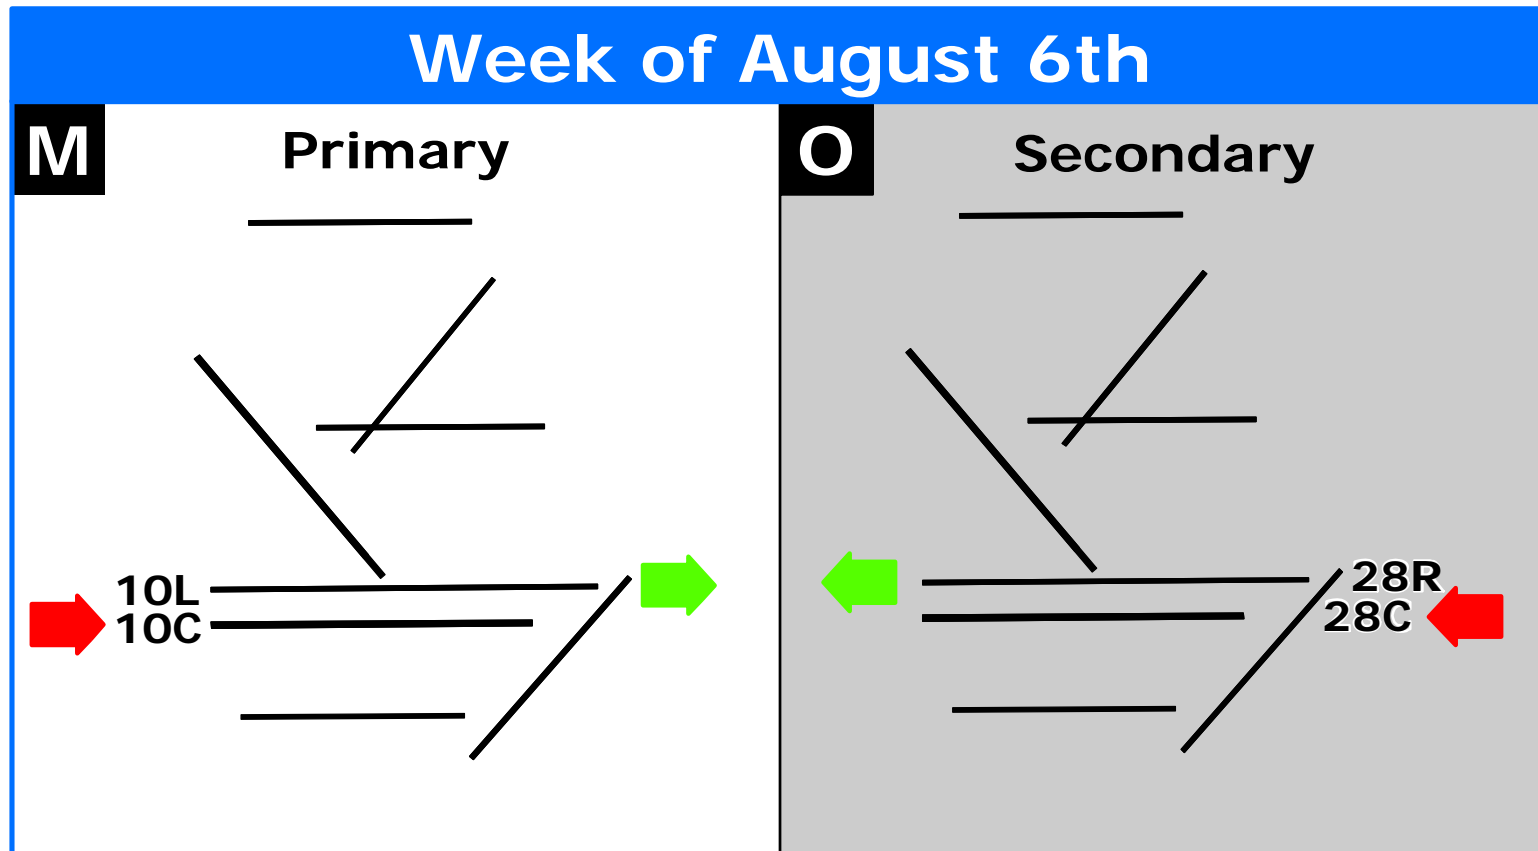 Week of August 6th
M
Primary
10L
10C
O
Secondary
28R
28C